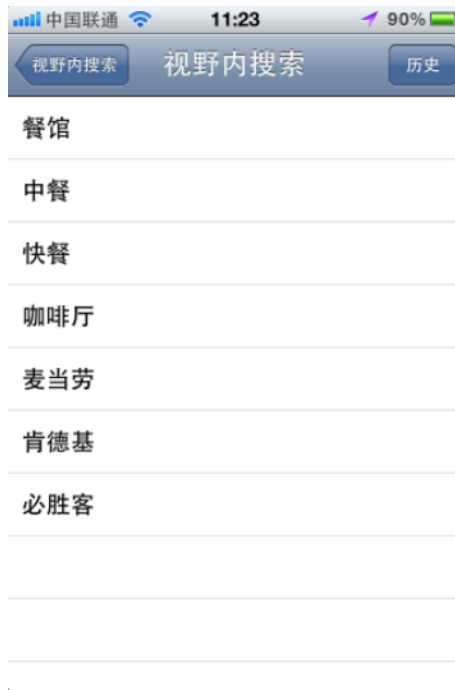 中国联通 11:23 90%
视野内搜索 视野内搜索 历史
餐馆
中餐
快餐
咖啡厅
麦当劳
肯德基
必胜客